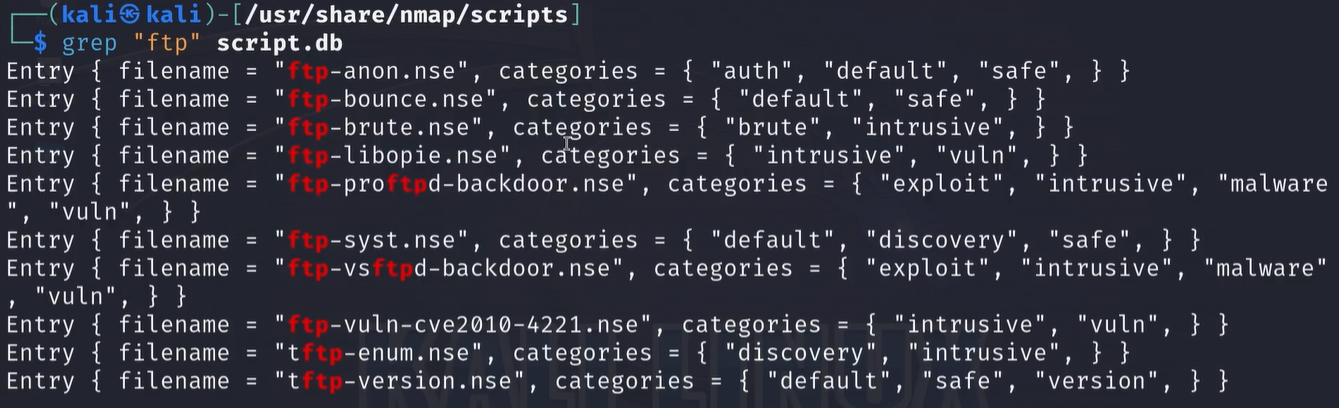 ┌──(kali㉿kali)-[/usr/share/nmap/scripts]
└─$ grep "ftp" script.db
Entry { filename = "ftp-anon.nse", categories = { "auth", "default", "safe", } }
Entry { filename = "ftp-bounce.nse", categories = { "default", "safe", } }
Entry { filename = "ftp-brute.nse", categories = { "brute", "intrusive", } }
Entry { filename = "ftp-libopie.nse", categories = { "intrusive", "vuln", } }
Entry { filename = "ftp-proftpd-backdoor.nse", categories = { "exploit", "intrusive", "malware
", "vuln", } }
Entry { filename = "ftp-syst.nse", categories = { "default", "discovery", "safe", } }
Entry { filename = "ftp-vsftpd-backdoor.nse", categories = { "exploit", "intrusive", "malware"
, "vuln", } }
Entry { filename = "ftp-vuln-cve2010-4221.nse", categories = { "intrusive", "vuln", } }
Entry { filename = "tftp-enum.nse", categories = { "discovery", "intrusive", } }
Entry { filename = "tftp-version.nse", categories = { "default", "safe", "version", } }